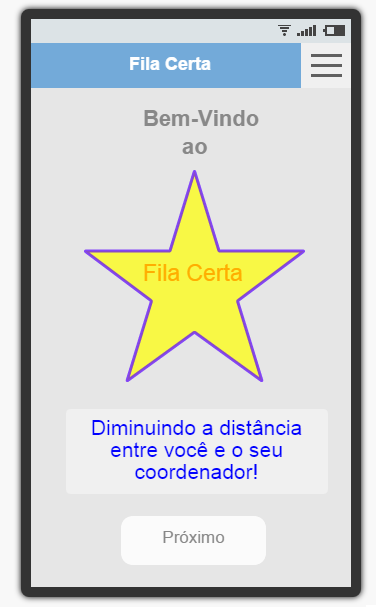 Fila Certa
Bem-Vindo
ao
Fila Certa
Diminuindo a distância
entre você e o seu
coordenador!
Próximo